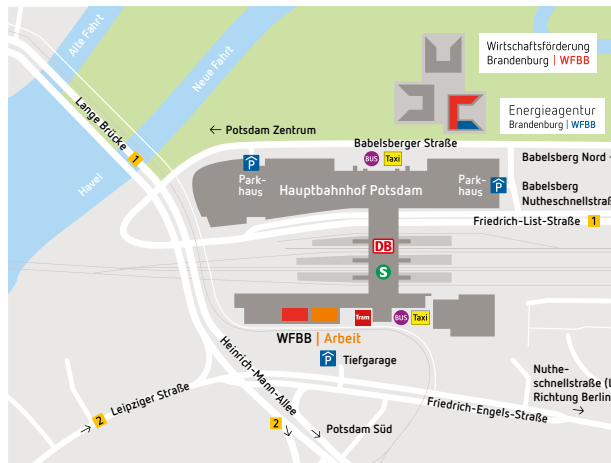 Alte Fahrt
Neue Fahrt
Wirtschaftsförderung
Brandenburg | WFBB
Energieagentur
Brandenburg | WFBB
Lange Brücke
1
Havel
← Potsdam Zentrum
Babelsberger Straße
BUS Taxi
P
Park-
haus
Hauptbahnhof Potsdam
Park-
haus
P
Babelsberg Nord
Babelsberg
Nutheschnellstraß
Friedrich-List-Straße 1
DB
S
Tram
BUS Taxi
WFBB | Arbeit
P Tiefgarage
Heinrich-Mann-Allee
2
Leipziger Straße
2
Potsdam Süd
Friedrich-Engels-Straße
Nuthe-
schnellstraße (L
Richtung Berlin